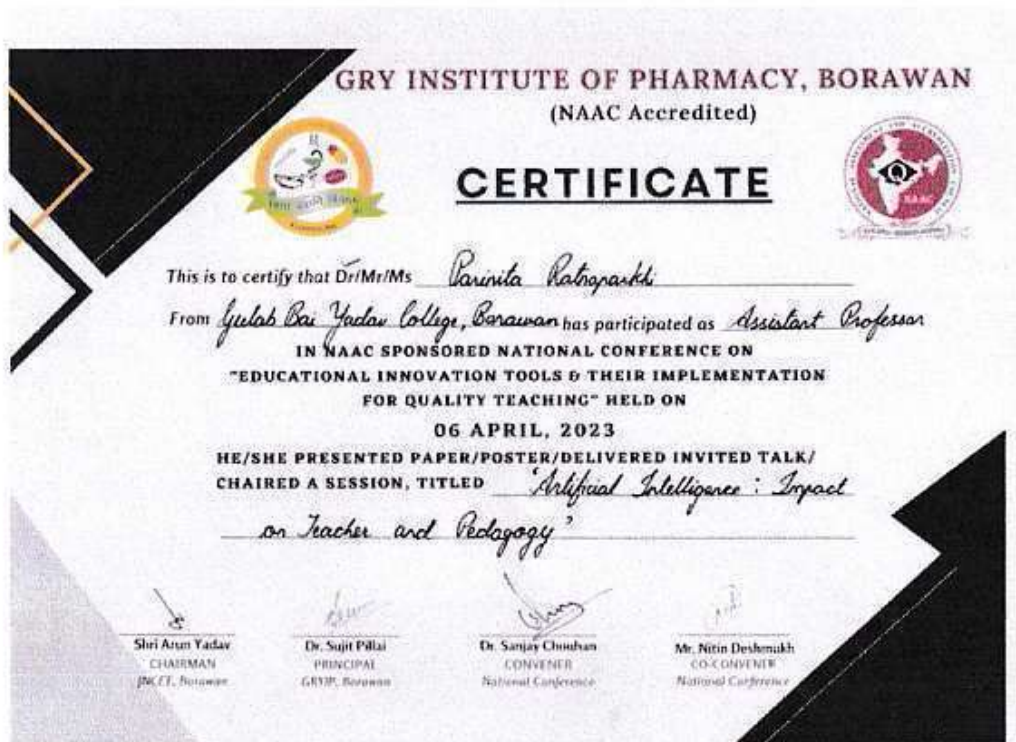 GRY INSTITUTE OF PHARMACY, BORAWAN
(NAAC Accredited)
CERTIFICATE
NAAC
This is to certify that Dr/Mr/Ms Parinita Ratnaparkhi
From Gulab Bai Yadav College, Borawan has participated as Assistant Professor
IN NAAC SPONSORED NATIONAL CONFERENCE ON
"EDUCATIONAL INNOVATION TOOLS & THEIR IMPLEMENTATION
FOR QUALITY TEACHING" HELD ON
06 APRIL, 2023
HE/SHE PRESENTED PAPER/POSTER/DELIVERED INVITED TALK/
CHAIRED A SESSION, TITLED 'Artificial Intelligence : Impact
on Teacher and Pedagogy'
Shri Arun Yadav
CHAIRMAN
JNCET, Borawan
Dr. Sujit Pillai
PRINCIPAL
GRYIP, Borawan
Dr. Sanjay Chouhan
CONVENER
National Conference
Mr. Nitin Deshmukh
CO-CONVENER
National Conference